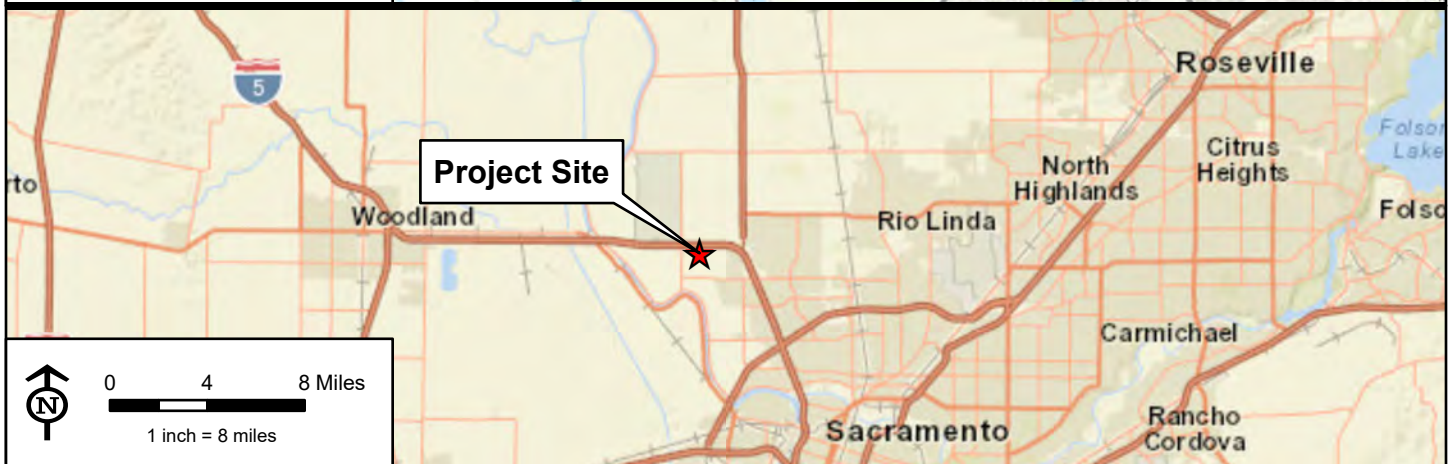 Roseville
5
Folsom
Lake
Citrus
Heights
North
Highlands
Project Site
rto
Folso
Woodland
Rio Linda
Carmichael
0 4 8 Miles
N
1 inch = 8 miles
Rancho
Cordova
Sacramento